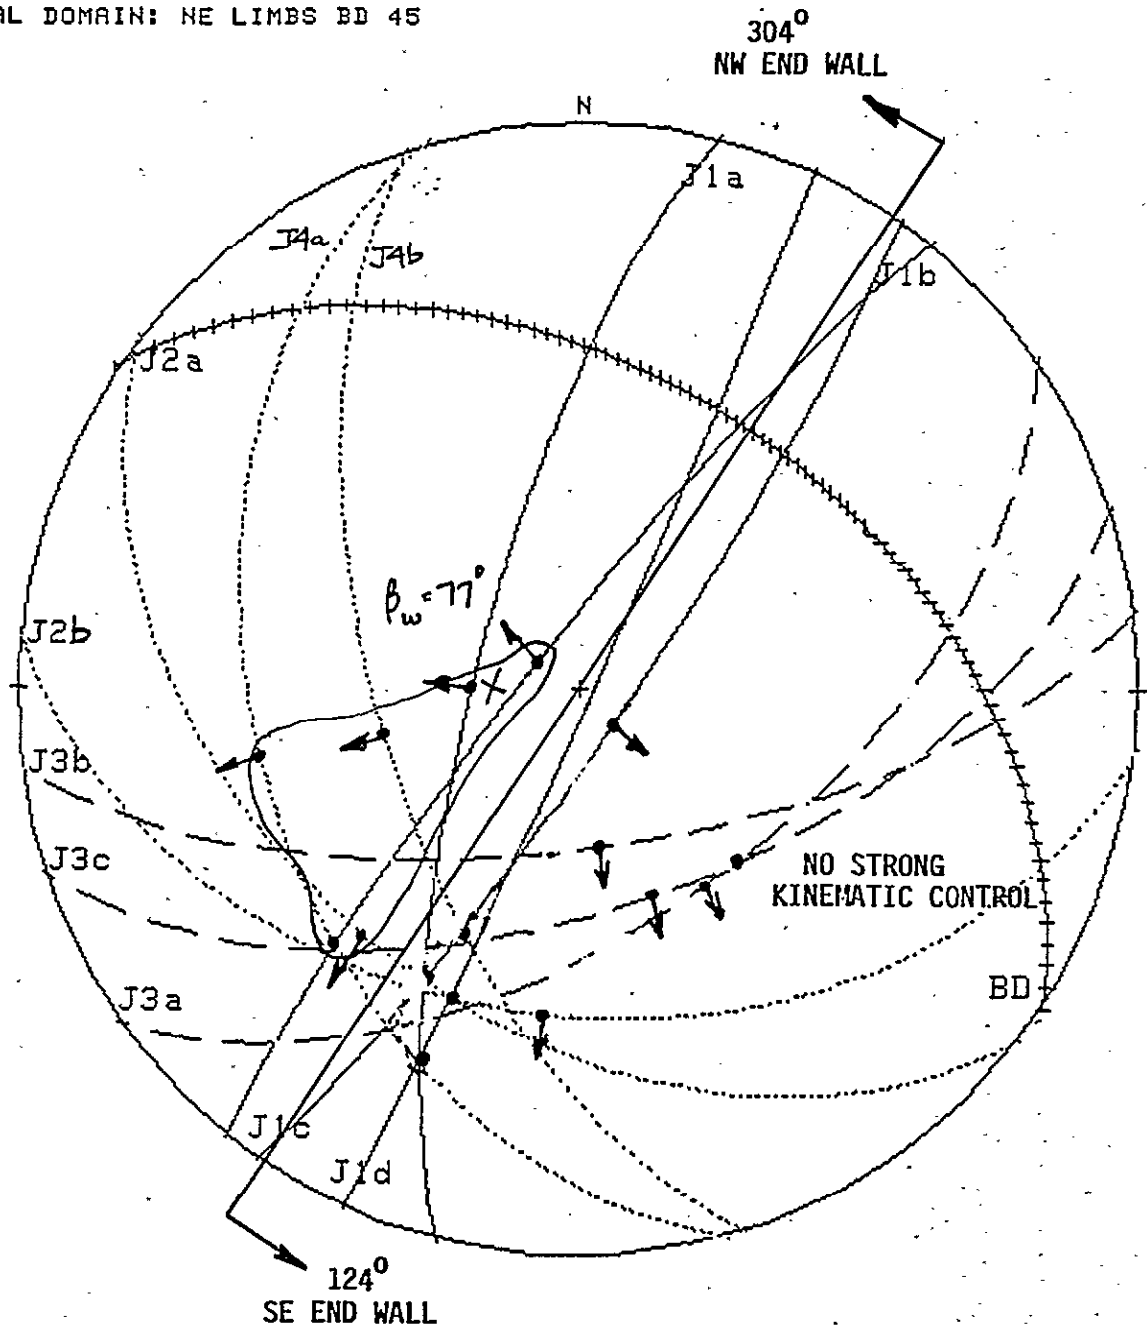 AL DOMAIN: NE LIMBS BD 45
304°
NW END WALL
N
J1a
J4a
J4b
J1b
J2a
βw=77°
J2b
X
J3b
J3c
NO STRONG
KINEMATIC CONTROL
J3a
BD
J1c
J1d
124°
SE END WALL